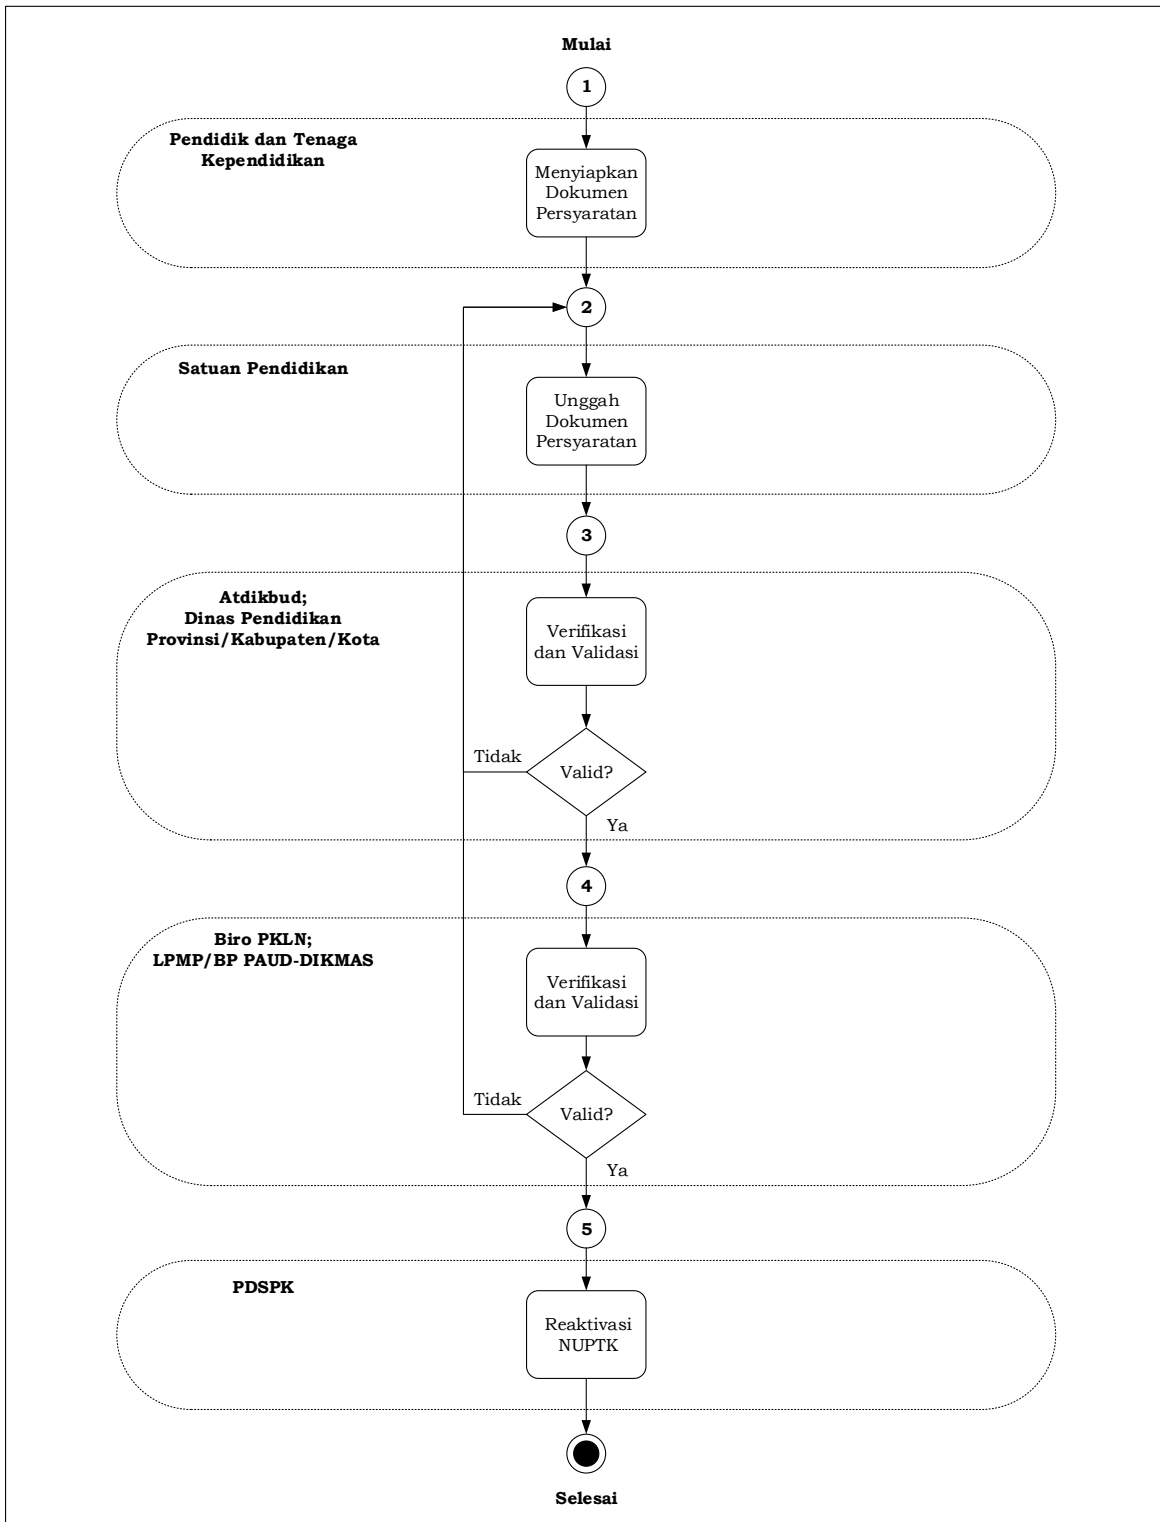 Mulai
1
Pendidik dan Tenaga
Kependidikan
Menyiapkan
Dokumen
Persyaratan
2
Satuan Pendidikan
Unggah
Dokumen
Persyaratan
3
Atdikbud;
Dinas Pendidikan
Provinsi/Kabupaten/Kota
Verifikasi
dan Validasi
Tidak
Valid?
Ya
4
Biro PKLN;
LPMP/BP PAUD-DIKMAS
Verifikasi
dan Validasi
Tidak
Valid?
Ya
5
PDSPK
Reaktivasi
NUPTK
Selesai